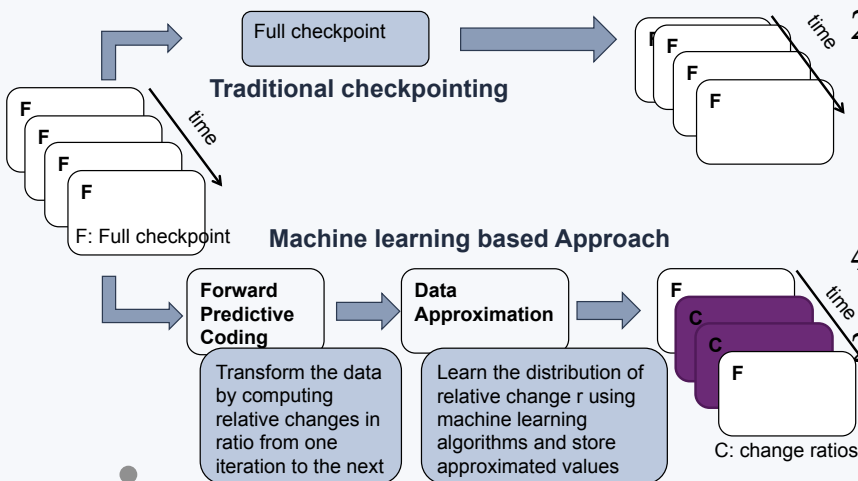 Full checkpoint
Traditional checkpointing
F
F
F
F
time
F
F
F
F
time
2
F: Full checkpoint
Machine learning based Approach
Forward
Predictive
Coding
Data
Approximation
F
C
C
F
time
4
Transform the data
by computing
relative changes in
ratio from one
iteration to the next
Learn the distribution of
relative change r using
machine learning
algorithms and store
approximated values
C: change ratios